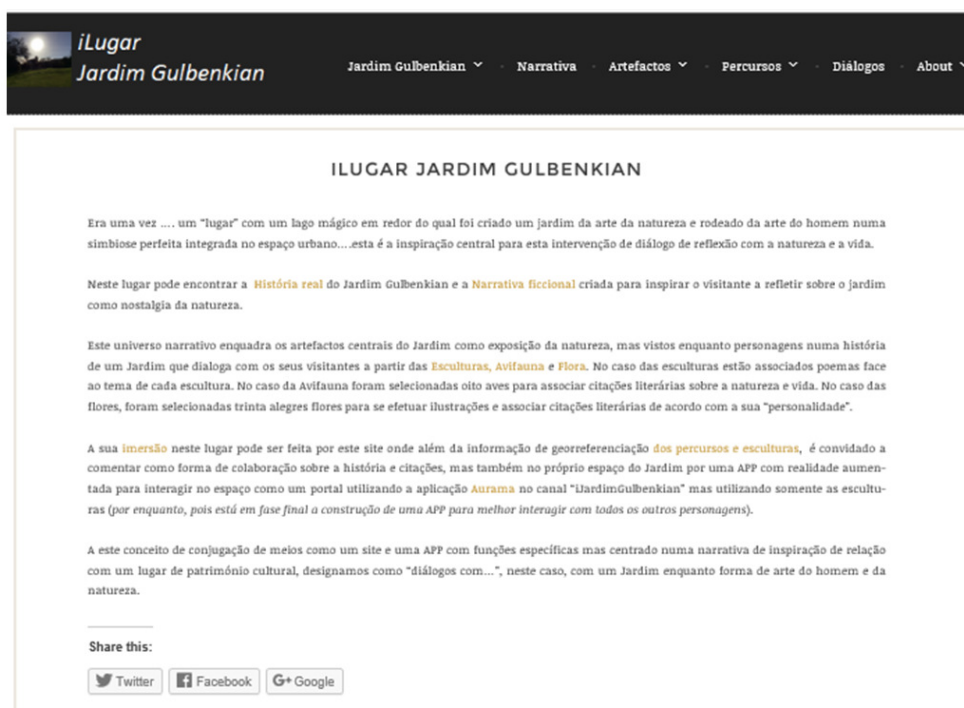 iLugar
Jardim Gulbenkian
Jardim Gulbenkian Narrativa Artefactos Percursos Diálogos About
ILUGAR JARDIM GULBENKIAN
Era uma vez .... um "lugar" com um lago mágico em redor do qual foi criado um jardim da arte da natureza e rodeado da arte do homem numa
simbiose perfeita integrada no espaço urbano....esta é a inspiração central para esta intervenção de diálogo de reflexão com a natureza e a vida.
Neste lugar pode encontrar a História real do Jardim Gulbenkian e a Narrativa ficcional criada para inspirar o visitante a refletir sobre o jardim
como nostalgia da natureza.
Este universo narrativo enquadra os artefactos centrais do Jardim como exposição da natureza, mas vistos enquanto personagens numa história
de um Jardim que dialoga com os seus visitantes a partir das Esculturas, Avifauna e Flora. No caso das esculturas estão associados poemas face
ao tema de cada escultura. No caso da Avifauna foram selecionadas oito aves para associar citações literárias sobre a natureza e vida. No caso das
flores, foram selecionadas trinta alegres flores para se efetuar ilustrações e associar citações literárias de acordo com a sua "personalidade".
A sua imersão neste lugar pode ser feita por este site onde além da informação de georreferenciação dos percursos e esculturas, é convidado a
comentar como forma de colaboração sobre a história e citações, mas também no próprio espaço do Jardim por uma APP com realidade aumen-
tada para interagir no espaço como um portal utilizando a aplicação Aurama no canal "iJardimGulbenkian" mas utilizando somente as escultu-
ras (por enquanto, pois está em fase final a construção de uma APP para melhor interagir com todos os outros personagens).
A este conceito de conjugação de meios como um site e uma APP com funções específicas mas centrado numa narrativa de inspiração de relação
com um lugar de património cultural, designamos como "diálogos com...", neste caso, com um Jardim enquanto forma de arte do homem e da
natureza.
Share this:
Twitter Facebook G+ Google